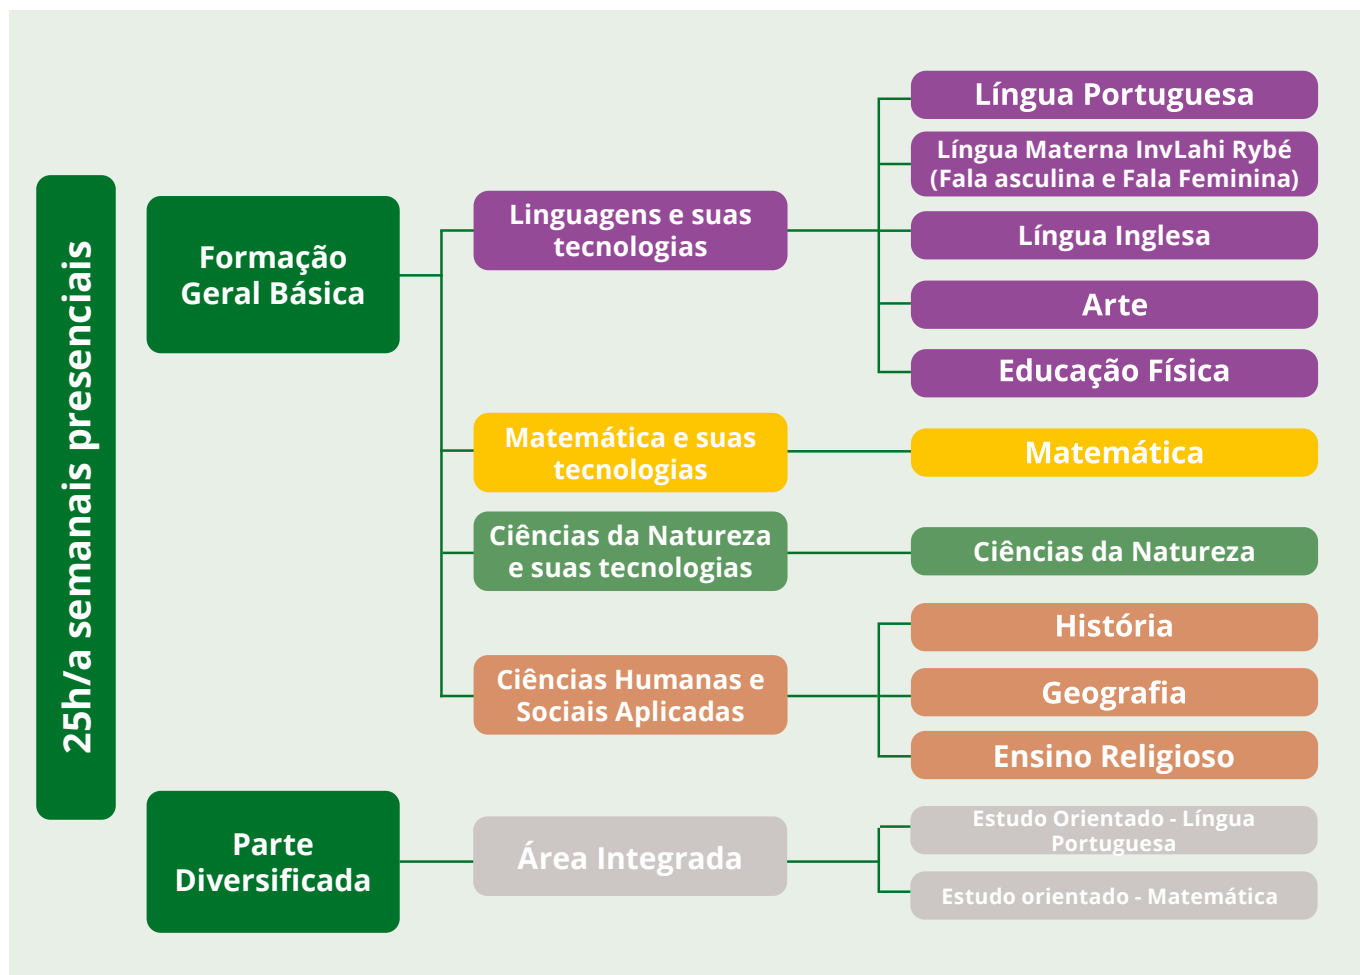 25h/a semanais presenciais
Formação
Geral Básica
Linguagens e suas
tecnologias
Língua Portuguesa
Língua Materna InvLahi Rybé
(Fala asculina e Fala Feminina)
Língua Inglesa
Arte
Educação Física
Matemática e suas
tecnologias
Matemática
Ciências da Natureza
e suas tecnologias
Ciências da Natureza
Ciências Humanas e
Sociais Aplicadas
História
Geografia
Ensino Religioso
Parte
Diversificada
Área Integrada
Estudo Orientado - Língua
Portuguesa
Estudo orientado - Matemática